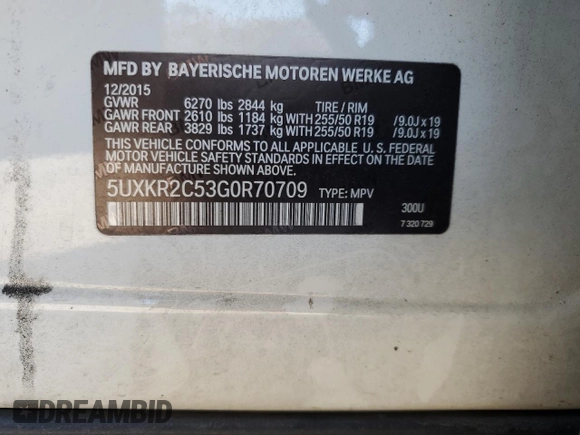 MFD BY BAYERISCHE MOTOREN WERKE AG
12/2015
GVWR 6270 lbs 2844 kg TIRE / RIM
GAWR FRONT 2610 lbs 1184 kg WITH 255/50 R19 /9.0J x 19
GAWR REAR 3829 lbs 1737 kg WITH 255/50 R19 /9.0J x 19
THIS VEHICLE CONFORMS TO ALL APPLICABLE U. S. FEDERAL
MOTOR VEHICLE SAFETY STANDARDS IN EFFECT ON THE DATE OF
MANUFACTURE SHOWN ABOVE.
5UXKR2C53G0R70709 TYPE: MPV
300U
7 320 729
DREAMBID